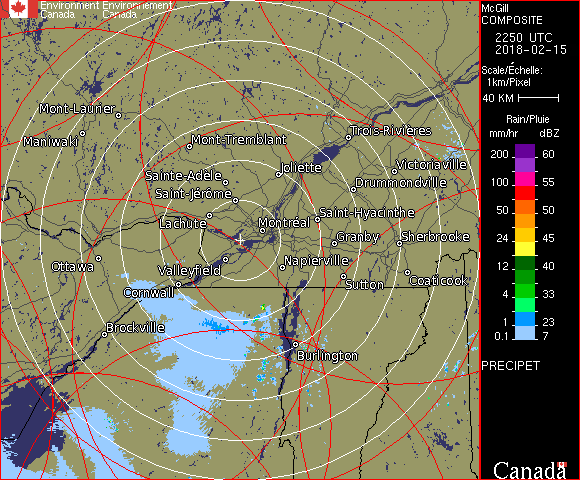 Environment Environnement
Canada Canada
McGill
COMPOSITE
2250 UTC
2018-02-15
Scale/Échelle:
1km/Pixel
40 KM
Rain/Pluie
mm/hr dBZ
200 60
100 55
50 50
24 45
12 40
4 33
1 23
0.1 7
PRECIPET
Canada
Mont-Laurier
Maniwaki
Mont-Tremblant
Trois-Rivières
Sainte-Adèle
Joliette
Victoriaville
Saint-Jérôme
Drummondville
Lachute
Montréal
Saint-Hyacinthe
Ottawa
Valleyfield
Granby
Sherbrooke
Napierville
Cornwall
Sutton
Coaticook
Brockville
Burlington